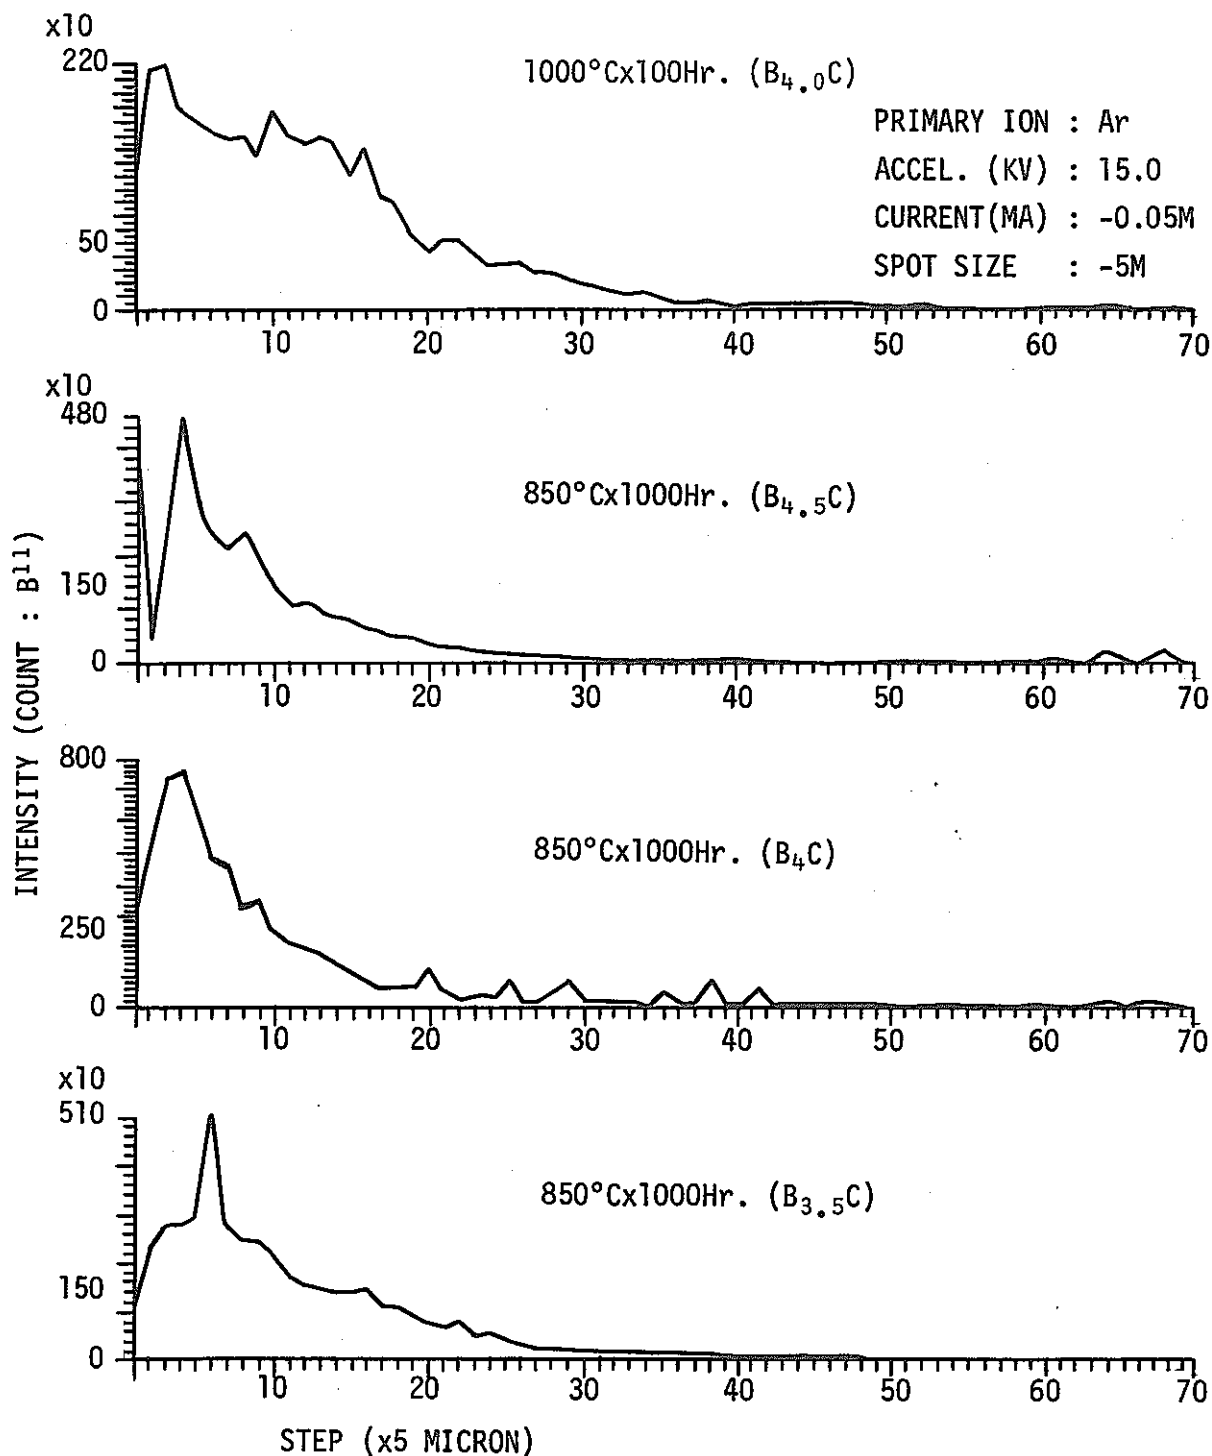 x10
220
1000°Cx100Hr. (B₄.₀C)
PRIMARY ION : Ar
ACCEL. (KV) : 15.0
CURRENT(MA) : -0.05M
SPOT SIZE : -5M
50
0
10 20 30 40 50 60 70
x10
480
850°Cx1000Hr. (B₄.₅C)
150
0
10 20 30 40 50 60 70
INTENSITY (COUNT : B¹¹)
800
850°Cx1000Hr. (B₄C)
250
0
10 20 30 40 50 60 70
x10
510
850°Cx1000Hr. (B₃.₅C)
150
0
10 20 30 40 50 60 70
STEP (x5 MICRON)